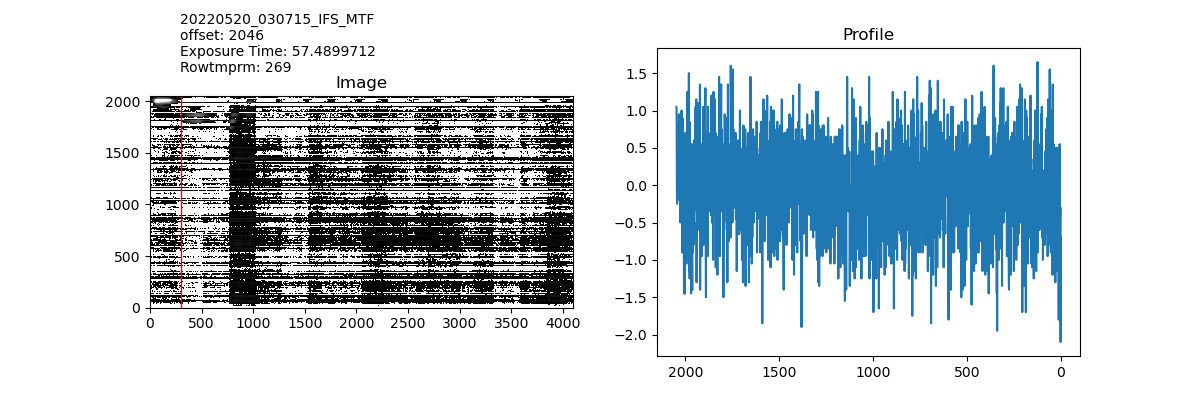 20220520_030715_IFS_MTF
offset: 2046
Exposure Time: 57.4899712
Rowtmprm: 269
Image
2000
1500
1000
500
0
0 500 1000 1500 2000 2500 3000 3500 4000
Profile
1.5
1.0
0.5
0.0
−0.5
−1.0
−1.5
−2.0
2000 1500 1000 500 0